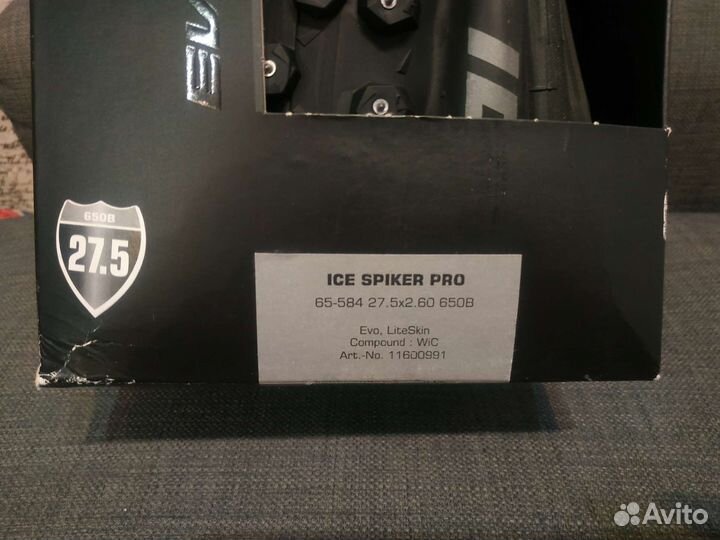 650B
27.5
ICE SPIKER PRO
65-584 27.5x2.60 650B
Evo, LiteSkin
Compound : WiC
Art.-No. 11600991
Avito